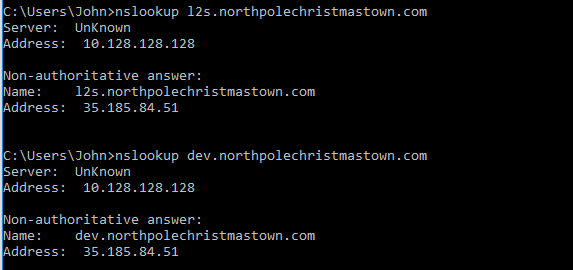 C:\Users\John>nslookup l2s.northpolechristmastown.com
Server:  UnKnown
Address:  10.128.128.128

Non-authoritative answer:
Name:    l2s.northpolechristmastown.com
Address:  35.185.84.51


C:\Users\John>nslookup dev.northpolechristmastown.com
Server:  UnKnown
Address:  10.128.128.128

Non-authoritative answer:
Name:    dev.northpolechristmastown.com
Address:  35.185.84.51